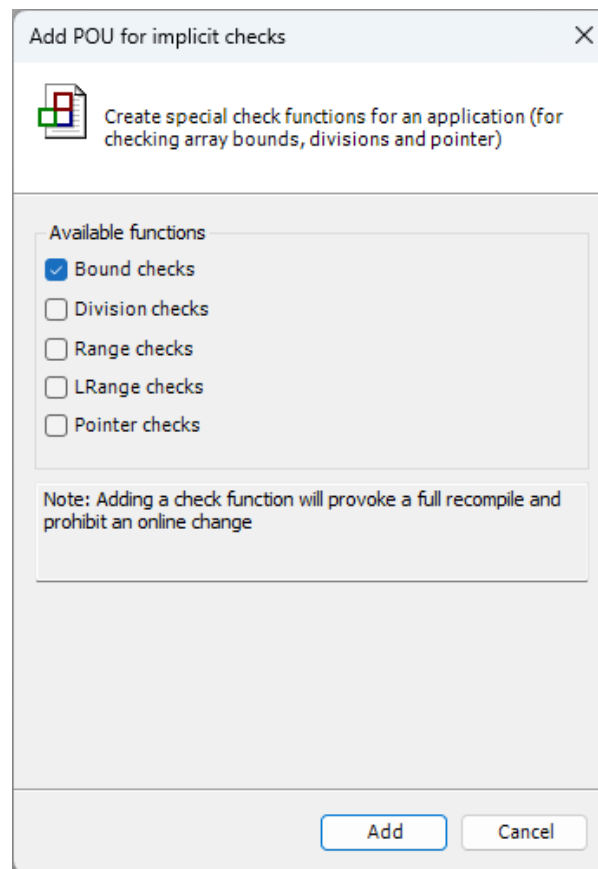 Add POU for implicit checks
Create special check functions for an application (for
checking array bounds, divisions and pointer)
Available functions
Bound checks
Division checks
Range checks
LRange checks
Pointer checks
Note: Adding a check function will provoke a full recompile and
prohibit an online change
Add
Cancel